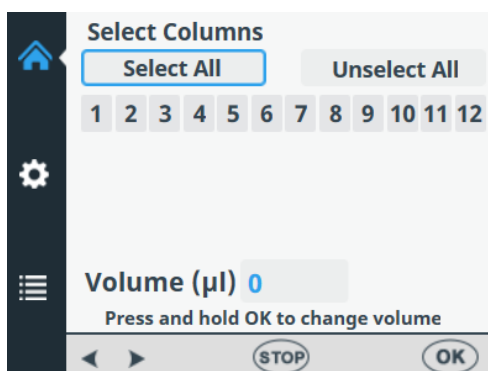 Select Columns
Select All Unselect All
1 2 3 4 5 6 7 8 9 10 11 12
Volume (µl) 0
Press and hold OK to change volume
STOP OK